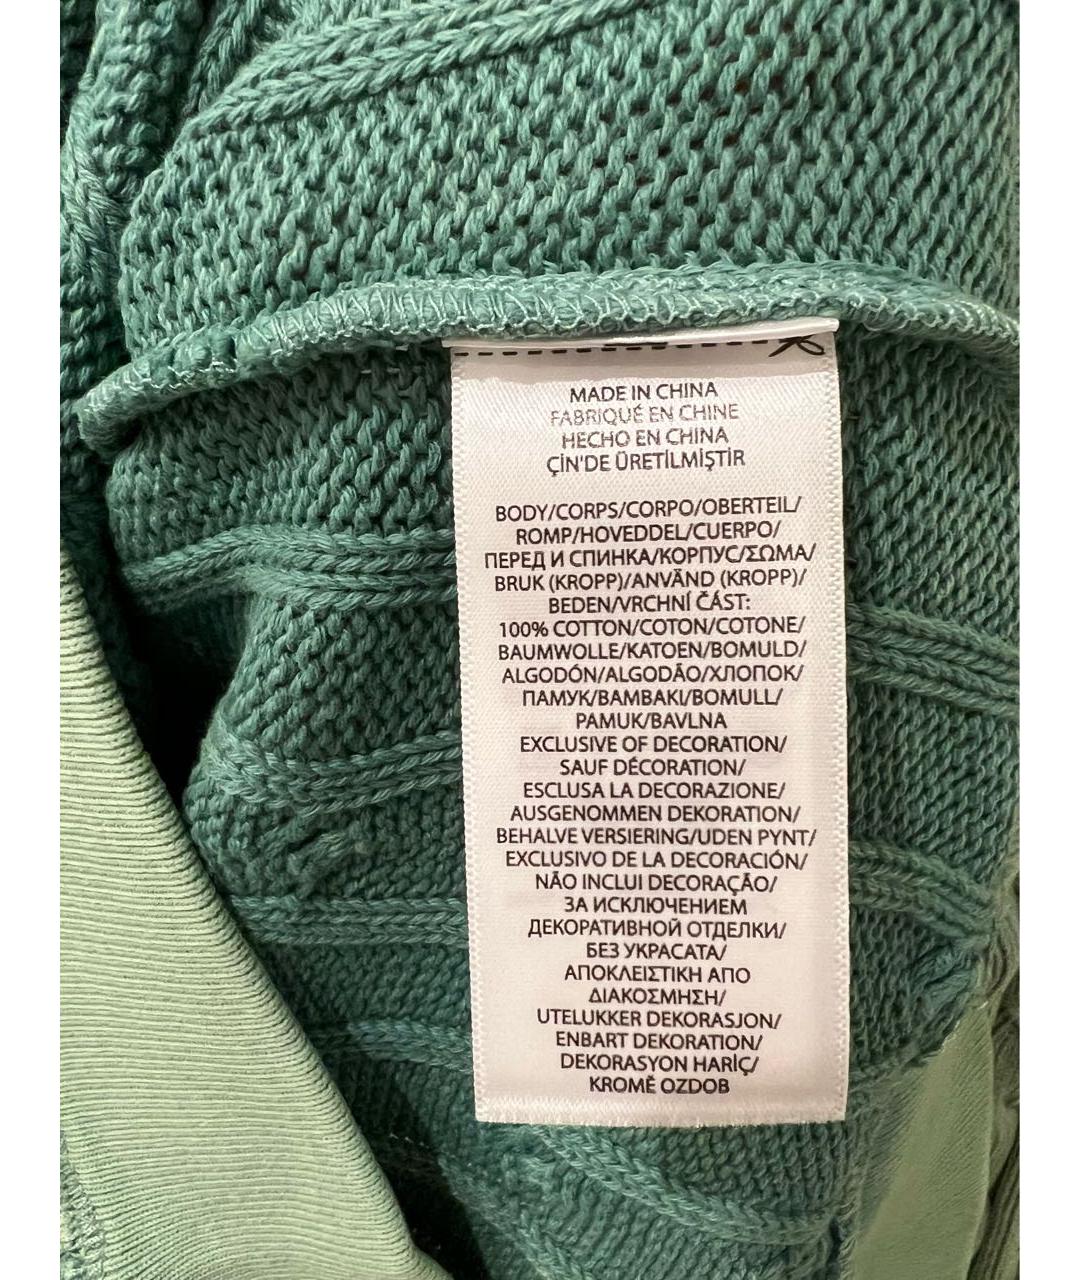 MADE IN CHINA
FABRIQUÉ EN CHINE
HECHO EN CHINA
ÇİN'DE ÜRETİLMİŞTİR
BODY/CORPS/CORPO/OBERTEIL/
ROMP/HOVEDDEL/CUERPO/
ПЕРЕД И СПИНКА/КОРПУС/ΣΩΜΑ/
BRUK (KROPP)/ANVÄND (KROPP)/
BEDEN/VRCHNÍ ČÁST:
100% COTTON/COTON/COTONE/
BAUMWOLLE/KATOEN/BOMULD/
ALGODÓN/ALGODÃO/ХЛОПОК/
ПАМУК/BAMBAKI/BOMULL/
PAMUK/BAVLNA
EXCLUSIVE OF DECORATION/
SAUF DÉCORATION/
ESCLUSA LA DECORAZIONE/
AUSGENOMMEN DEKORATION/
BEHALVE VERSIERING/UDEN PYNT/
EXCLUSIVO DE LA DECORACIÓN/
NÃO INCLUI DECORAÇÃO/
ЗА ИСКЛЮЧЕНИЕМ
ДЕКОРАТИВНОЙ ОТДЕЛКИ/
БЕЗ УКРАСАТА/
ΑΠΟΚΛΕΙΣΤΙΚΗ ΑΠΟ
ΔΙΑΚΟΣΜΗΣΗ/
UTELUKKER DEKORASJON/
ENBART DEKORATION/
DEKORASYON HARİÇ/
KROMĚ OZDOB